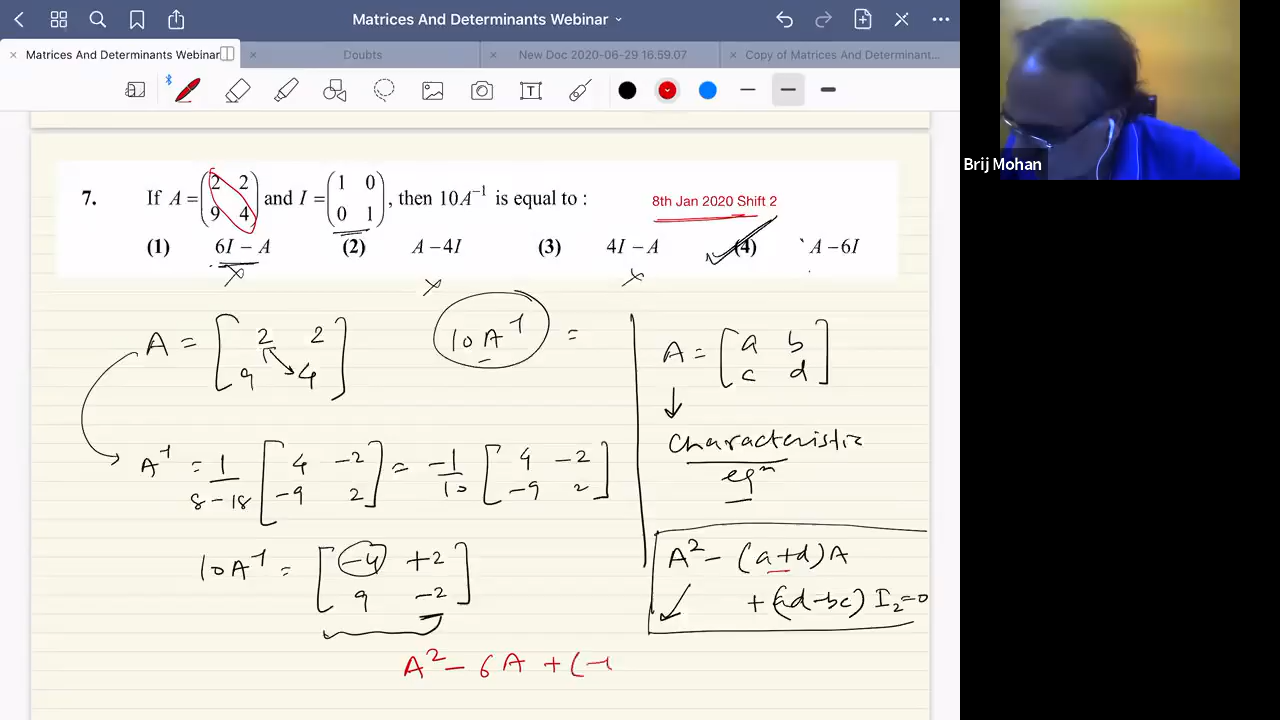 Matrices And Determinants Webinar
Matrices And Determinants Webinar
Doubts
New Doc 2020-06-29 16.59.07
Copy of Matrices And Determinant...
Brij Mohan
7. If A = (2 2 9 4) and I = (1 0 0 1), then 10A⁻¹ is equal to :
8th Jan 2020 Shift 2
(1) 6I − A (2) A − 4I (3) 4I − A (4) A − 6I
A = [2 2 9 4]
10A⁻¹ =
A⁻¹ = 1/(8−18) [4 −2 −9 2] = −1/10 [4 −2 −9 2]
10A⁻¹ = [−4 +2 9 −2]
A² − 6A + (−
A = [a b c d]
Characteristic
eqⁿ
A² − (a+d)A
+ (ad−bc) I₂=0